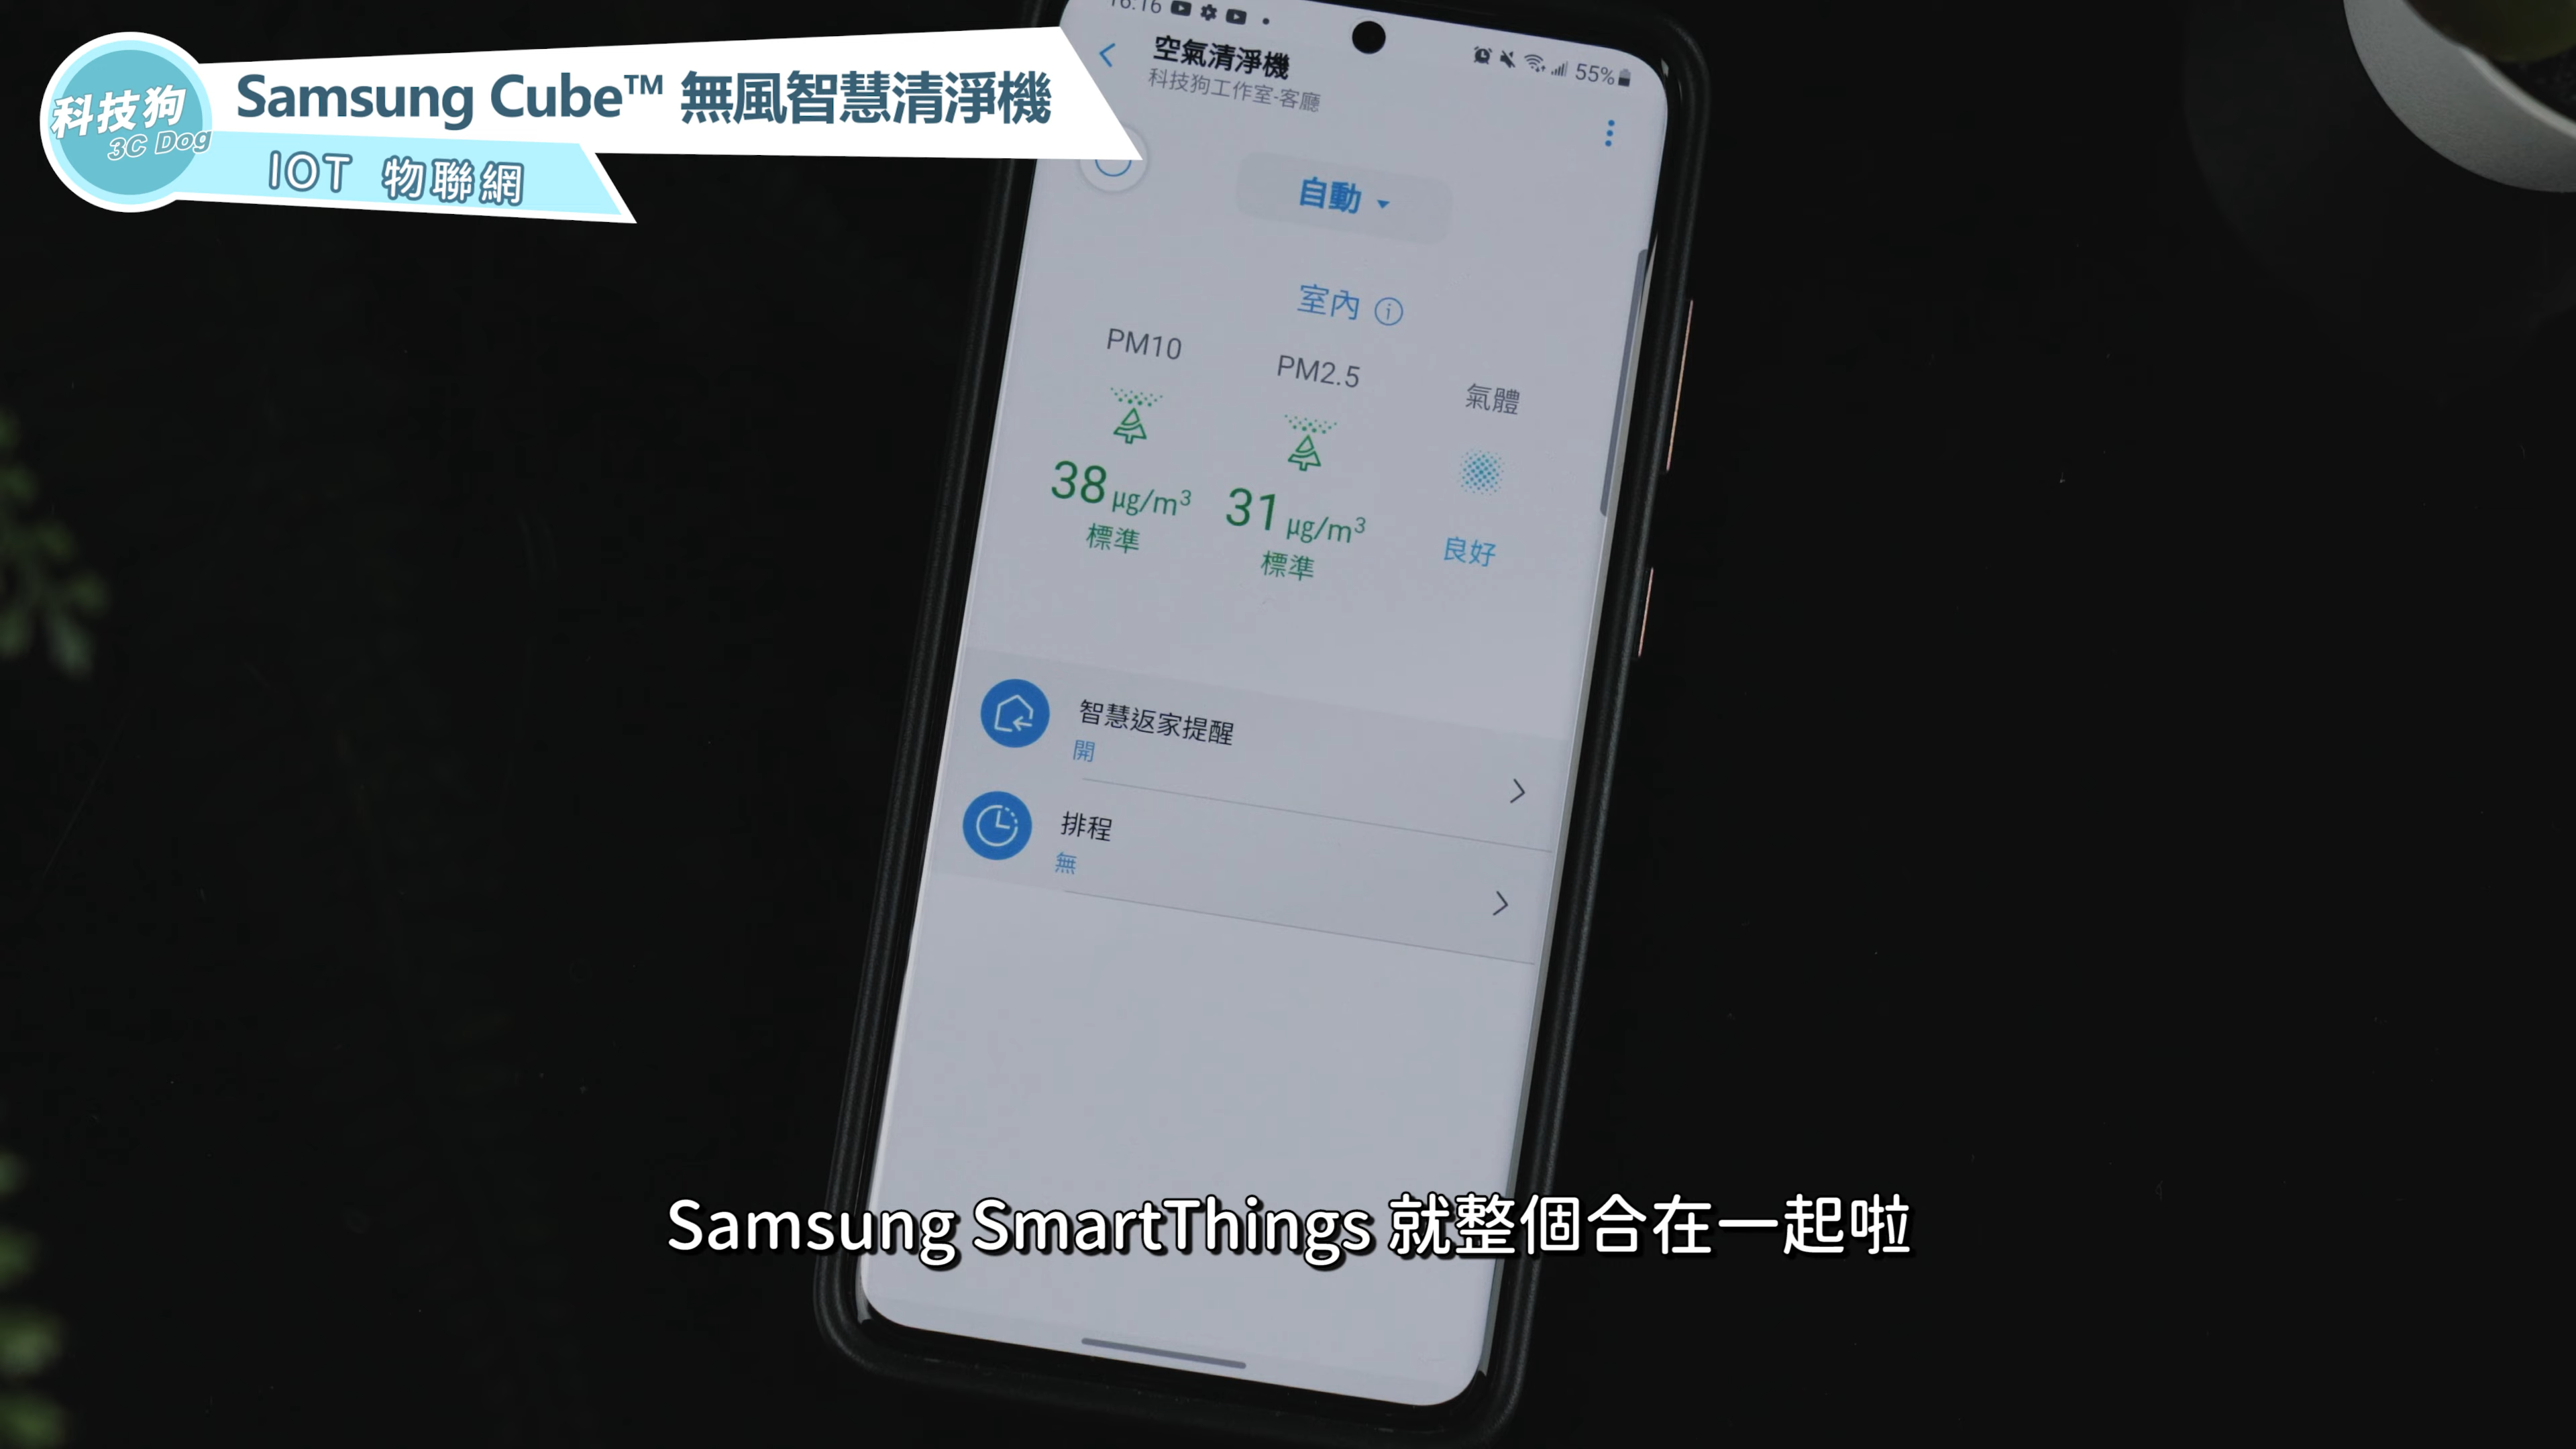 科技狗
3C Dog
Samsung Cube™ 無風智慧清淨機
IOT 物聯網
16:16
55%
空氣清淨機
科技狗工作室-客廳
自動
室內
PM10
PM2.5
氣體
38 µg/m³
31 µg/m³
標準
標準
良好
智慧返家提醒
開
排程
無
Samsung SmartThings 就整個合在一起啦